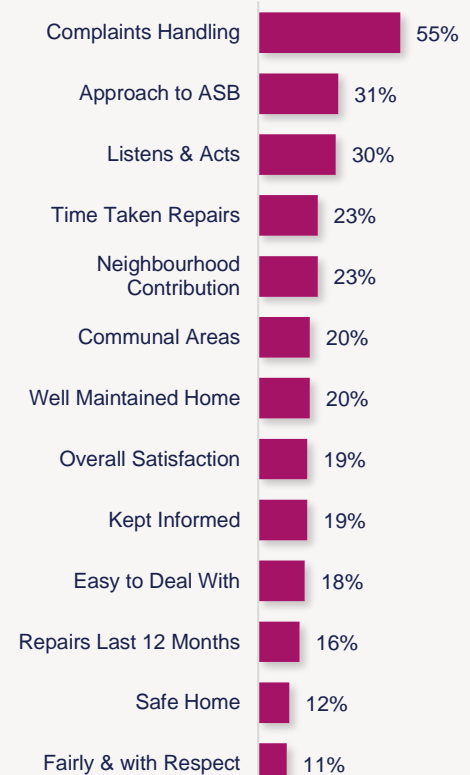 Complaints Handling 55%
Approach to ASB 31%
Listens & Acts 30%
Time Taken Repairs 23%
Neighbourhood
Contribution 23%
Communal Areas 20%
Well Maintained Home 20%
Overall Satisfaction 19%
Kept Informed 19%
Easy to Deal With 18%
Repairs Last 12 Months 16%
Safe Home 12%
Fairly & with Respect 11%